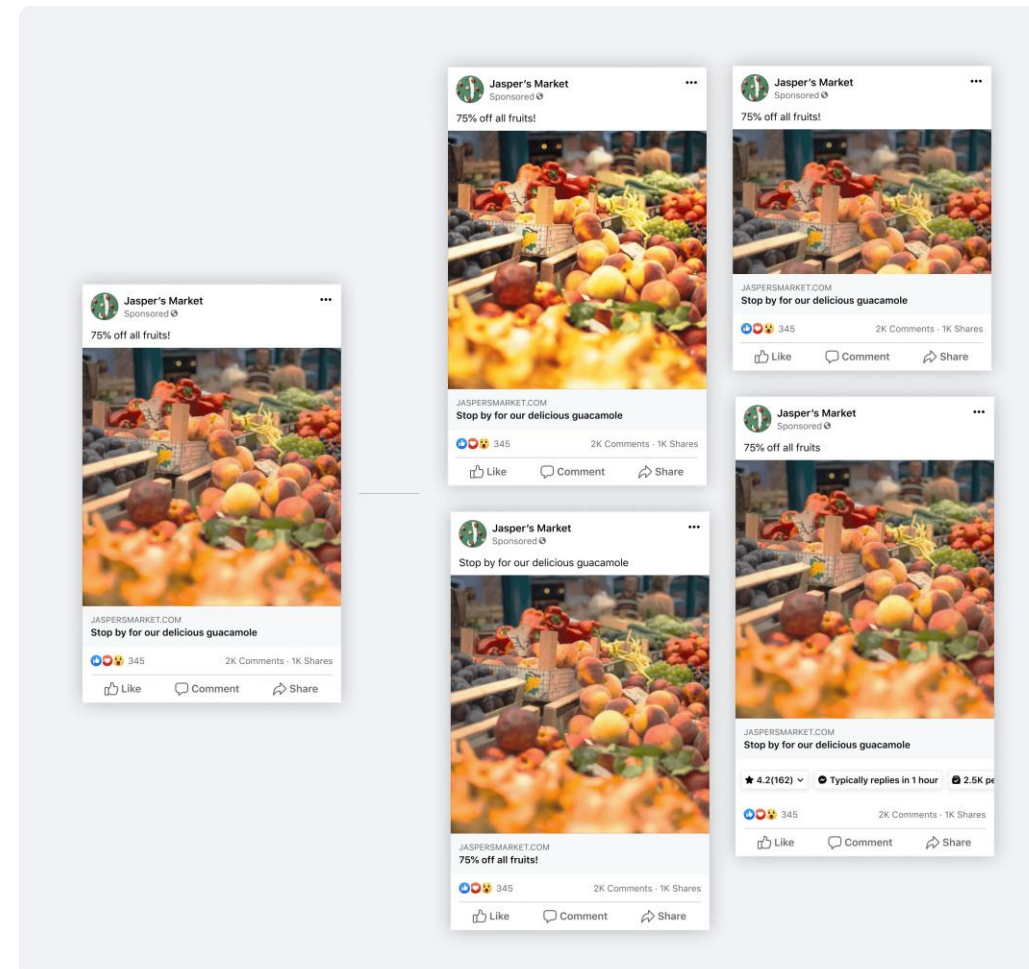 Jasper's Market
Sponsored
75% off all fruits!
JASPERSMARKET.COM
Stop by for our delicious guacamole
345 2K Comments · 1K Shares
Like Comment Share
Jasper's Market
Sponsored
75% off all fruits!
JASPERSMARKET.COM
Stop by for our delicious guacamole
345 2K Comments · 1K Shares
Like Comment Share
Jasper's Market
Sponsored
Stop by for our delicious guacamole
JASPERSMARKET.COM
75% off all fruits!
345 2K Comments · 1K Shares
Like Comment Share
Jasper's Market
Sponsored
75% off all fruits!
JASPERSMARKET.COM
Stop by for our delicious guacamole
345 2K Comments · 1K Shares
Like Comment Share
Jasper's Market
Sponsored
75% off all fruits
JASPERSMARKET.COM
Stop by for our delicious guacamole
4.2(162) Typically replies in 1 hour 2.5K pe
345 2K Comments · 1K Shares
Like Comment Share